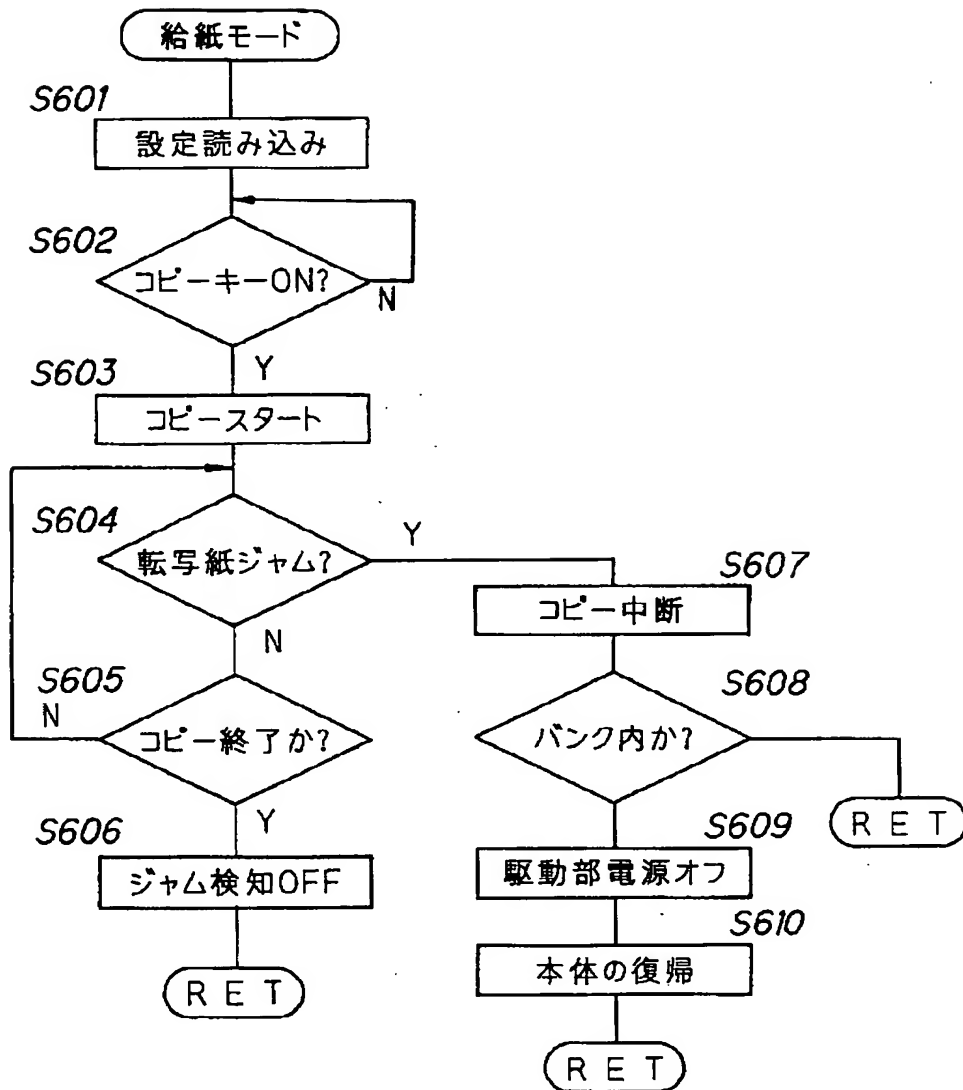 給紙モード
S601
設定読み込み
S602
コピーキーON?
N
Y
S603
コピースタート
S604
転写紙ジャム?
Y
N
S605
N
コピー終了か?
Y
S606
ジャム検知OFF
RET
S607
コピー中断
S608
バンク内か?
RET
S609
駆動部電源オフ
S610
本体の復帰
RET